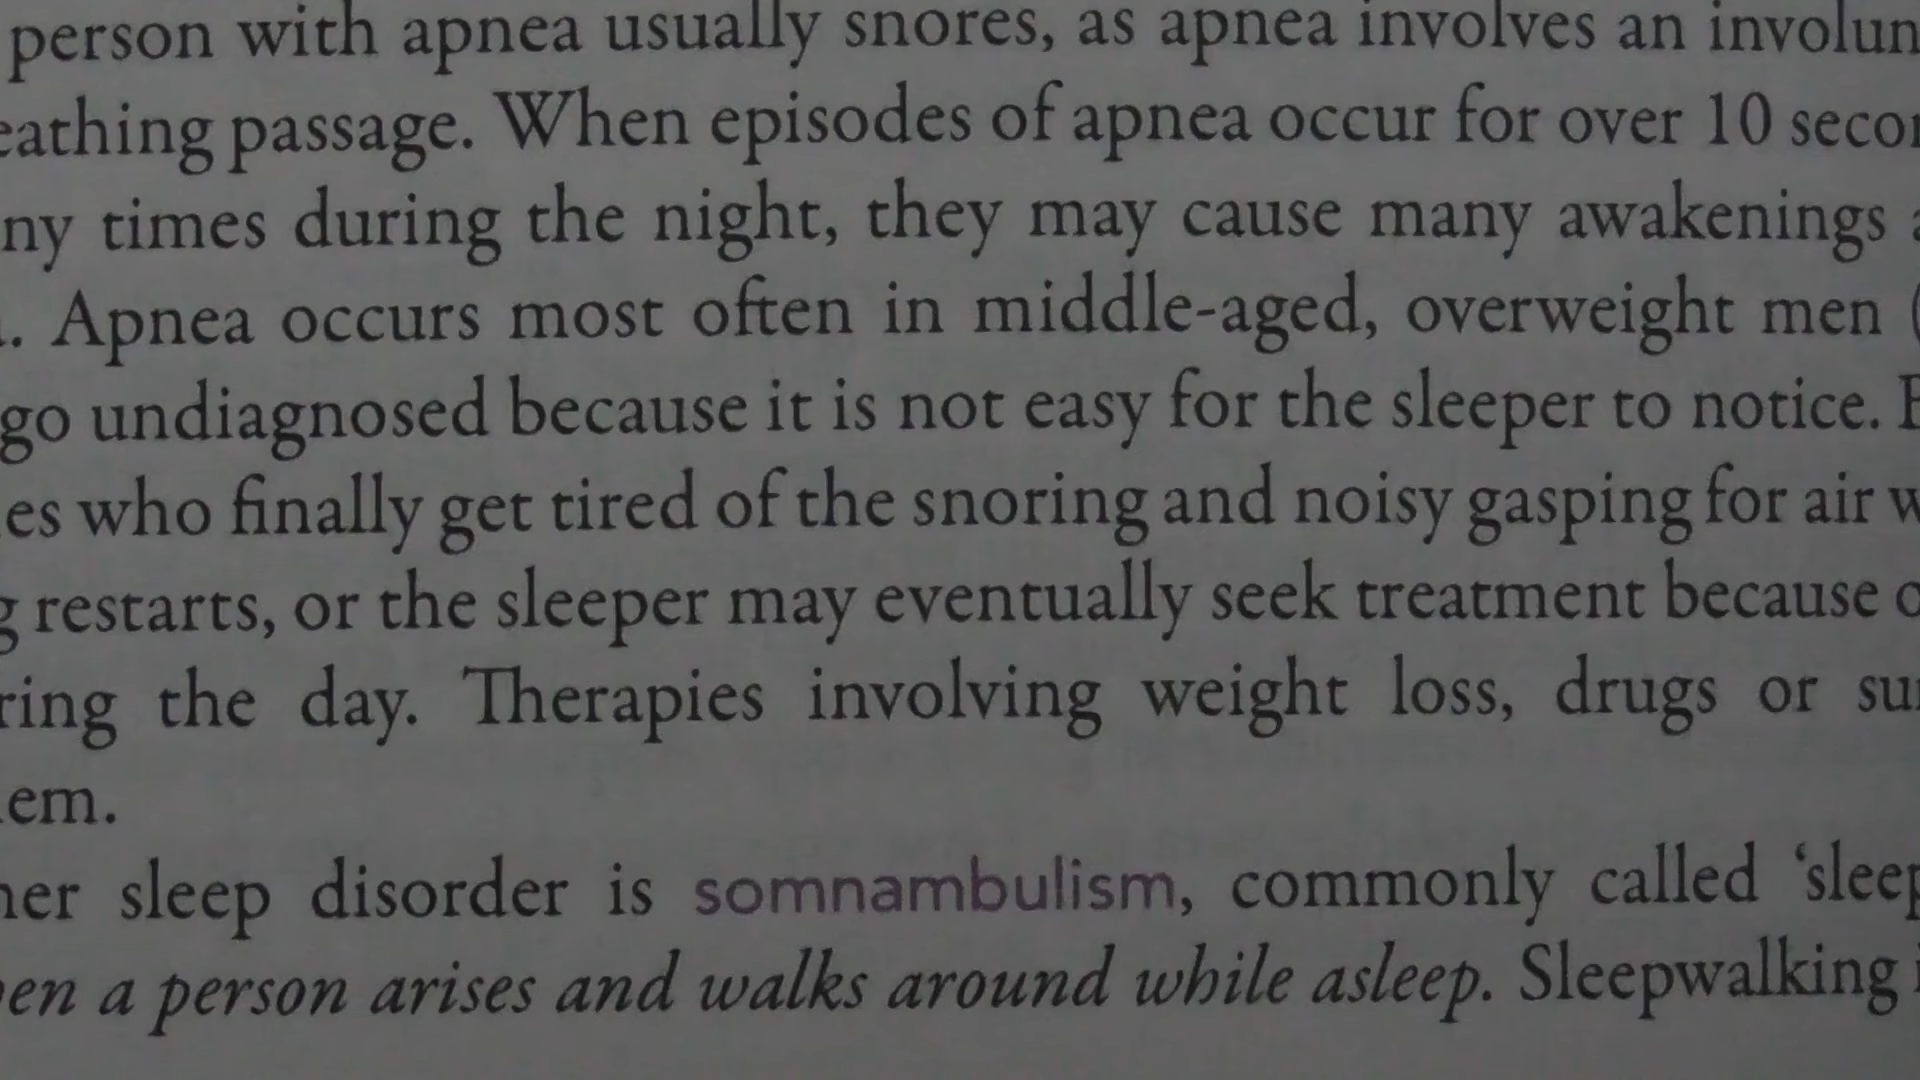 person with apnea usually snores, as apnea involves an involun
eathing passage. When episodes of apnea occur for over 10 secon
ny times during the night, they may cause many awakenings a
. Apnea occurs most often in middle-aged, overweight men (
go undiagnosed because it is not easy for the sleeper to notice. B
es who finally get tired of the snoring and noisy gasping for air w
g restarts, or the sleeper may eventually seek treatment because o
ring the day. Therapies involving weight loss, drugs or sur
em.
her sleep disorder is somnambulism, commonly called ‘sleep
en a person arises and walks around while asleep. Sleepwalking i